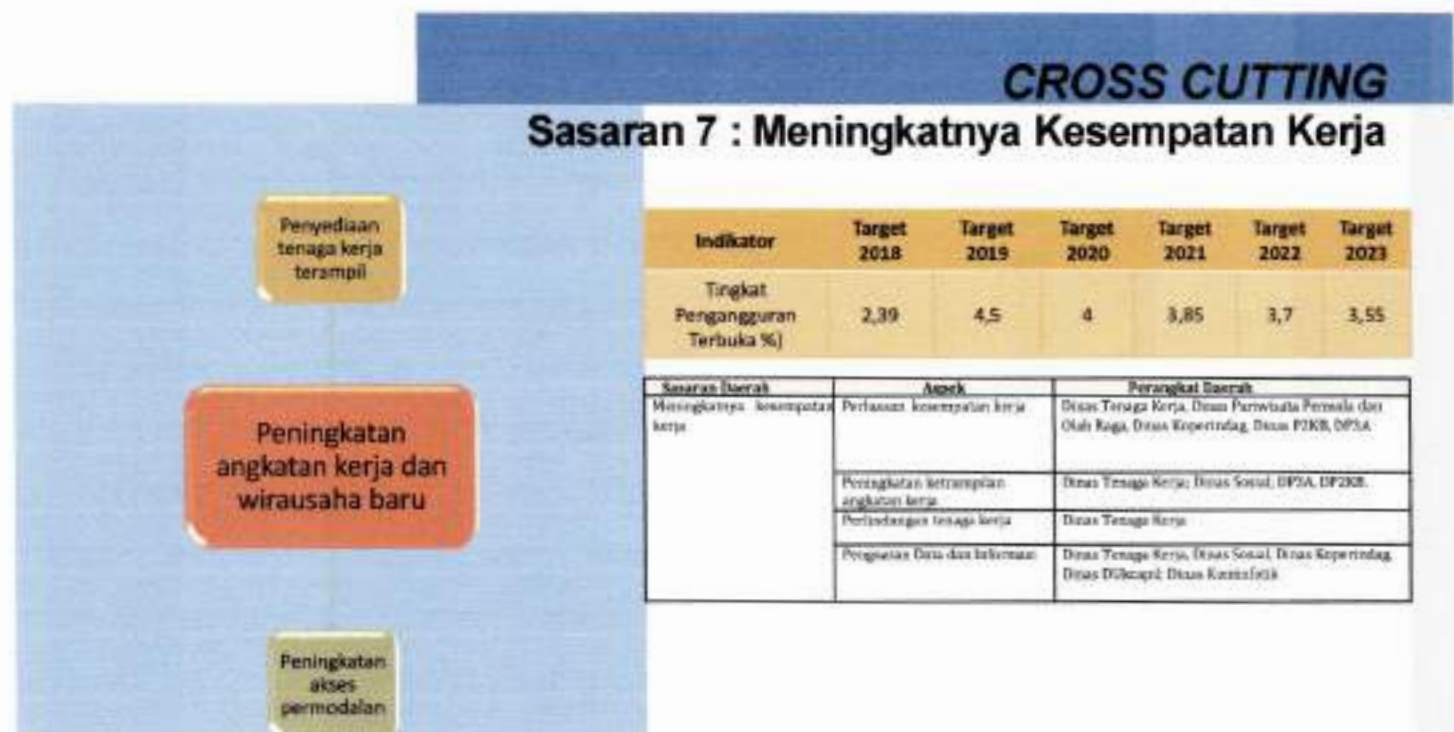 CROSS CUTTING
Sasaran 7 : Meningkatnya Kesempatan Kerja
Penyediaan
tenaga kerja
terampil
Peningkatan
angkatan kerja dan
wirausaha baru
Peningkatan
akses
permodalan
Indikator Target 2018 Target 2019 Target 2020 Target 2021 Target 2022 Target 2023
Tingkat
Pengangguran
Terbuka %)
2,39 4,5 4 3,85 3,7 3,55
Sasaran Daerah Aspek Perangkat Daerah
Meningkatnya kesempatan
kerja
Perluasan kesempatan kerja
Dinas Tenaga Kerja, Dinas Pariwisata dan
Olah Raga, Dinas Koperindag, Dinas P2KB, DP3A
Peningkatan ketrampilan
angkatan kerja
Dinas Tenaga Kerja; Dinas Sosial, DP3A, DP2KB.
Perlindungan tenaga kerja
Dinas Tenaga Kerja
Penguatan Data dan Informasi
Dinas Tenaga Kerja, Dinas Sosial, Dinas Koperindag,
Dinas Dukcapil; Dinas